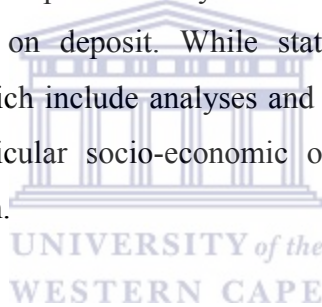 on deposit. While stat
ich include analyses and
icular socio-economic o
UNIVERSITY of the
WESTERN CAPE